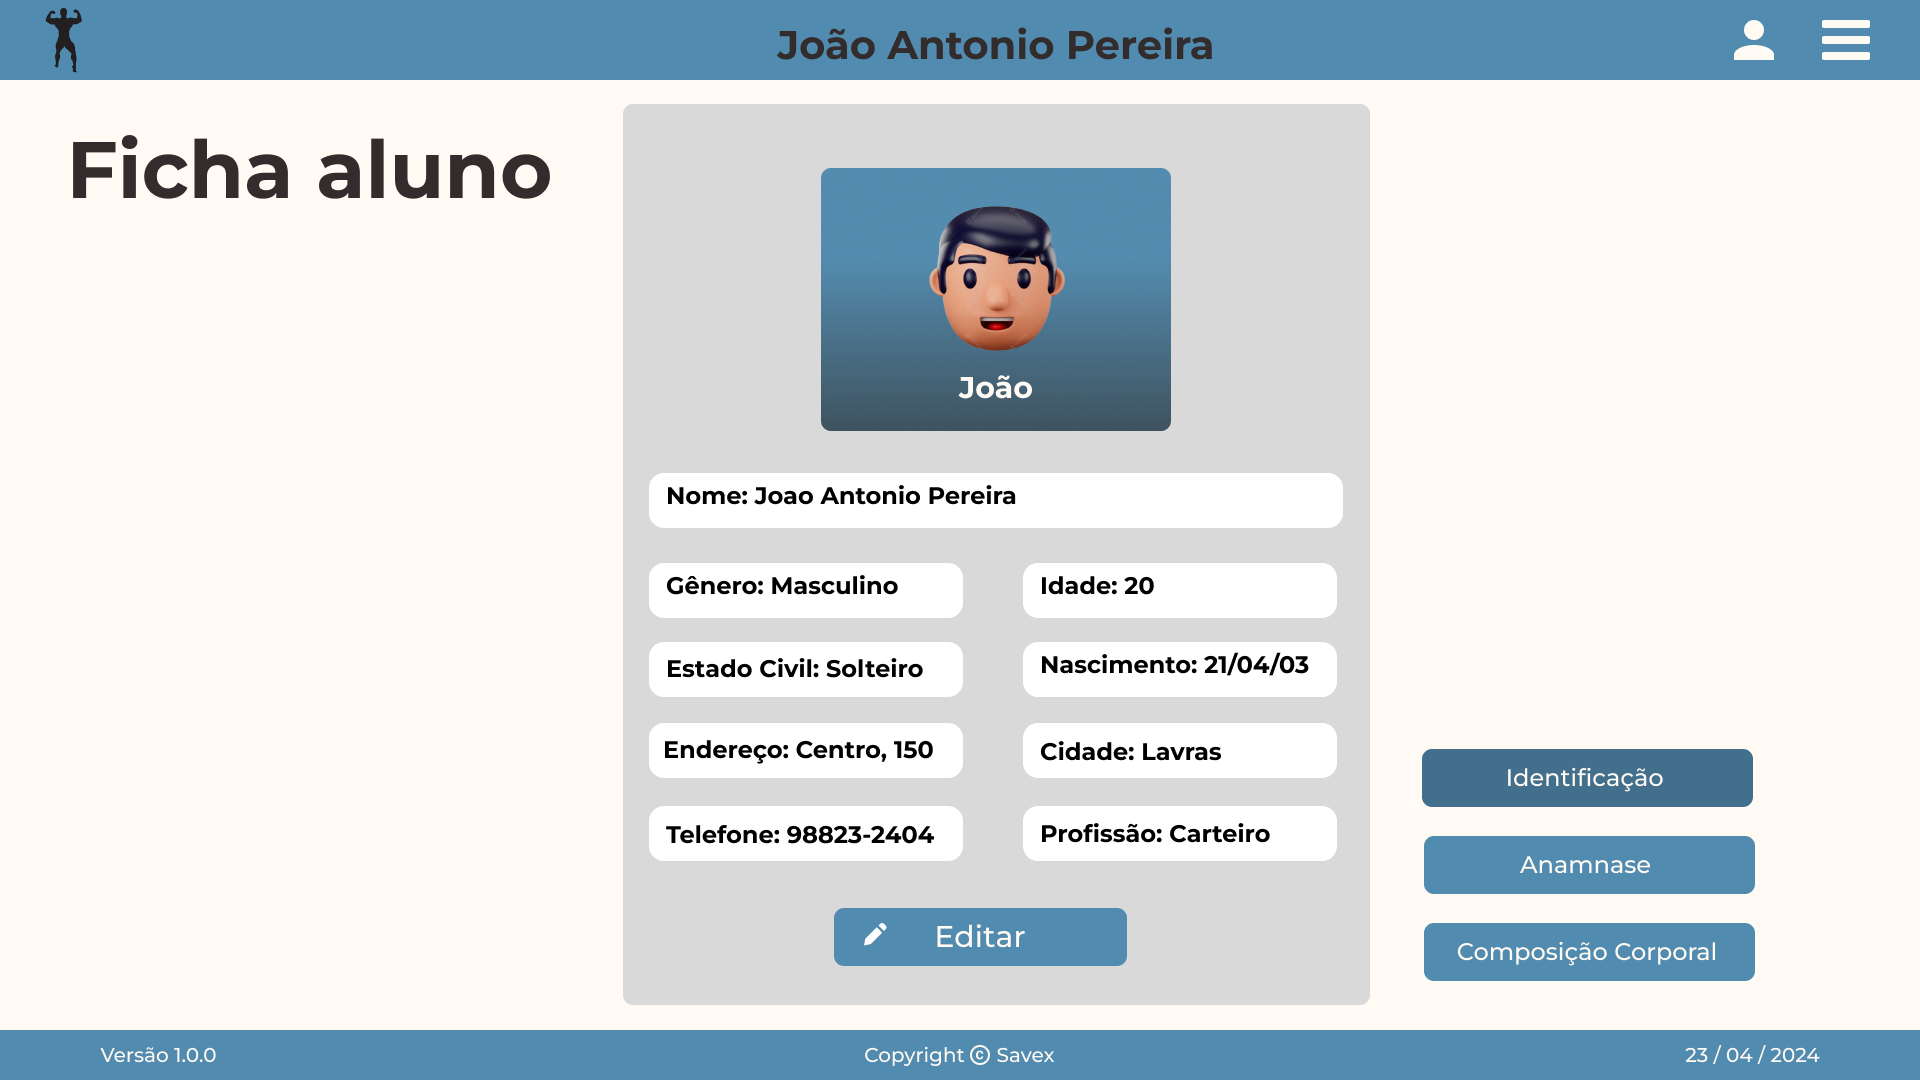 João Antonio Pereira
Ficha aluno
João
Nome: Joao Antonio Pereira
Gênero: Masculino
Idade: 20
Estado Civil: Solteiro
Nascimento: 21/04/03
Endereço: Centro, 150
Cidade: Lavras
Telefone: 98823-2404
Profissão: Carteiro
Editar
Identificação
Anamnase
Composição Corporal
Versão 1.0.0
Copyright © Savex
23 / 04 / 2024